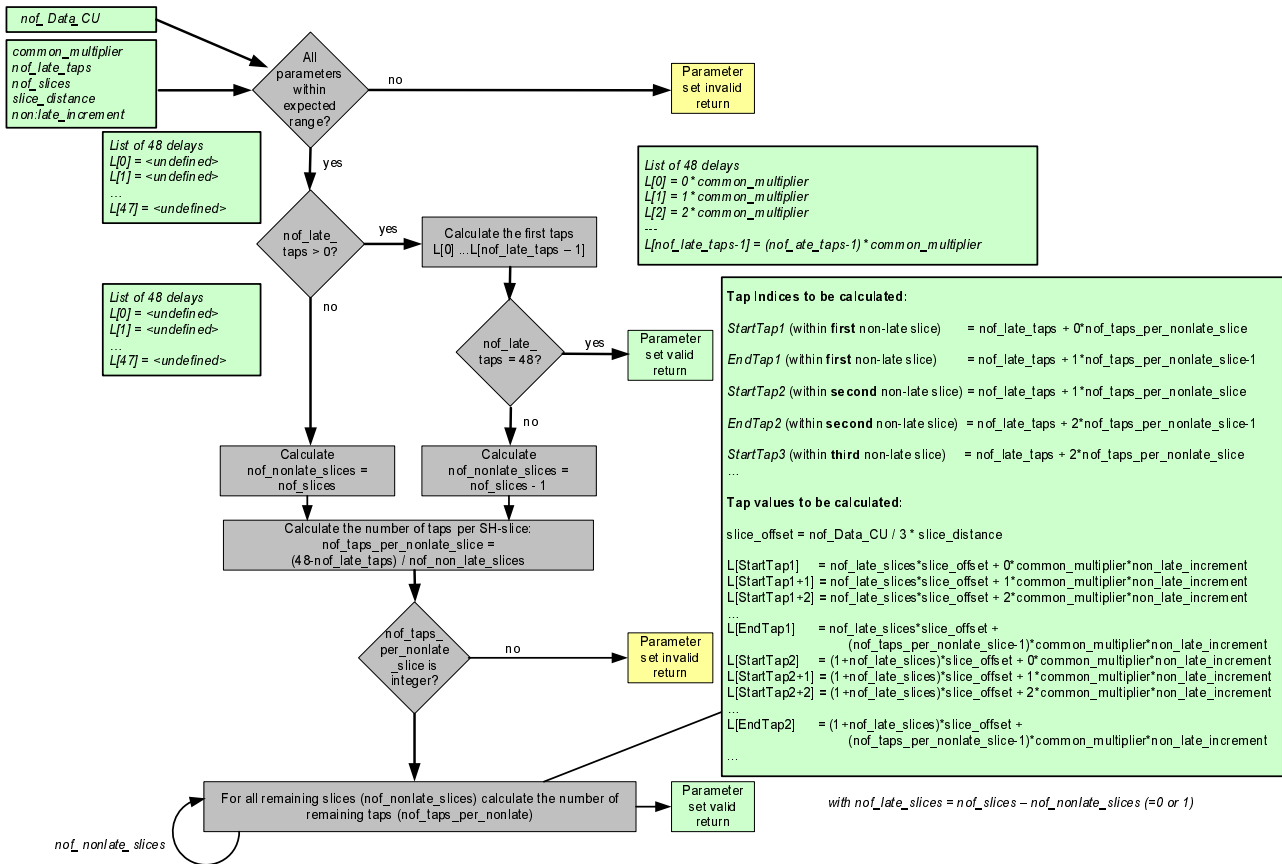 nof_Data_CU
common_multiplier
nof_late_taps
nof_slices
slice_distance
non:late_increment
All
parameters
within
expected
range?
no
Parameter
set invalid
return
yes
List of 48 delays
L[0] = <undefined>
L[1] = <undefined>
...
L[47] = <undefined>
List of 48 delays
L[0] = 0*common_multiplier
L[1] = 1*common_multiplier
L[2] = 2*common_multiplier
---
L[nof_late_taps-1] = (nof_ate_taps-1)*common_multiplier
nof_late_
taps > 0?
yes
Calculate the first taps
L[0] ...L[nof_late_taps – 1]
no
List of 48 delays
L[0] = <undefined>
L[1] = <undefined>
...
L[47] = <undefined>
nof_late_
taps = 48?
yes
Parameter
set valid
return
no
Calculate
nof_nonlate_slices =
nof_slices
Calculate
nof_nonlate_slices =
nof_slices - 1
Calculate the number of taps per SH-slice:
nof_taps_per_nonlate_slice =
(48-nof_late_taps) / nof_non_late_slices
nof_taps_
per_nonlate
_slice is
integer?
no
Parameter
set invalid
return
Tap Indices to be calculated:
StartTap1 (within first non-late slice) = nof_late_taps + 0*nof_taps_per_nonlate_slice
EndTap1 (within first non-late slice) = nof_late_taps + 1*nof_taps_per_nonlate_slice-1
StartTap2 (within second non-late slice) = nof_late_taps + 1*nof_taps_per_nonlate_slice
EndTap2 (within second non-late slice) = nof_late_taps + 2*nof_taps_per_nonlate_slice-1
StartTap3 (within third non-late slice) = nof_late_taps + 2*nof_taps_per_nonlate_slice
...
Tap values to be calculated:
slice_offset = nof_Data_CU / 3 * slice_distance
L[StartTap1] = nof_late_slices*slice_offset + 0*common_multiplier*non_late_increment
L[StartTap1+1] = nof_late_slices*slice_offset + 1*common_multiplier*non_late_increment
L[StartTap1+2] = nof_late_slices*slice_offset + 2*common_multiplier*non_late_increment
...
L[EndTap1] = nof_late_slices*slice_offset +
(nof_taps_per_nonlate_slice-1)*common_multiplier*non_late_increment
L[StartTap2] = (1+nof_late_slices)*slice_offset + 0*common_multiplier*non_late_increment
L[StartTap2+1] = (1+nof_late_slices)*slice_offset + 1*common_multiplier*non_late_increment
L[StartTap2+2] = (1+nof_late_slices)*slice_offset + 2*common_multiplier*non_late_increment
...
L[EndTap2] = (1+nof_late_slices)*slice_offset +
(nof_taps_per_nonlate_slice-1)*common_multiplier*non_late_increment
...
For all remaining slices (nof_nonlate_slices) calculate the number of
remaining taps (nof_taps_per_nonlate)
Parameter
set valid
return
with nof_late_slices = nof_slices – nof_nonlate_slices (=0 or 1)
nof_nonlate_slices